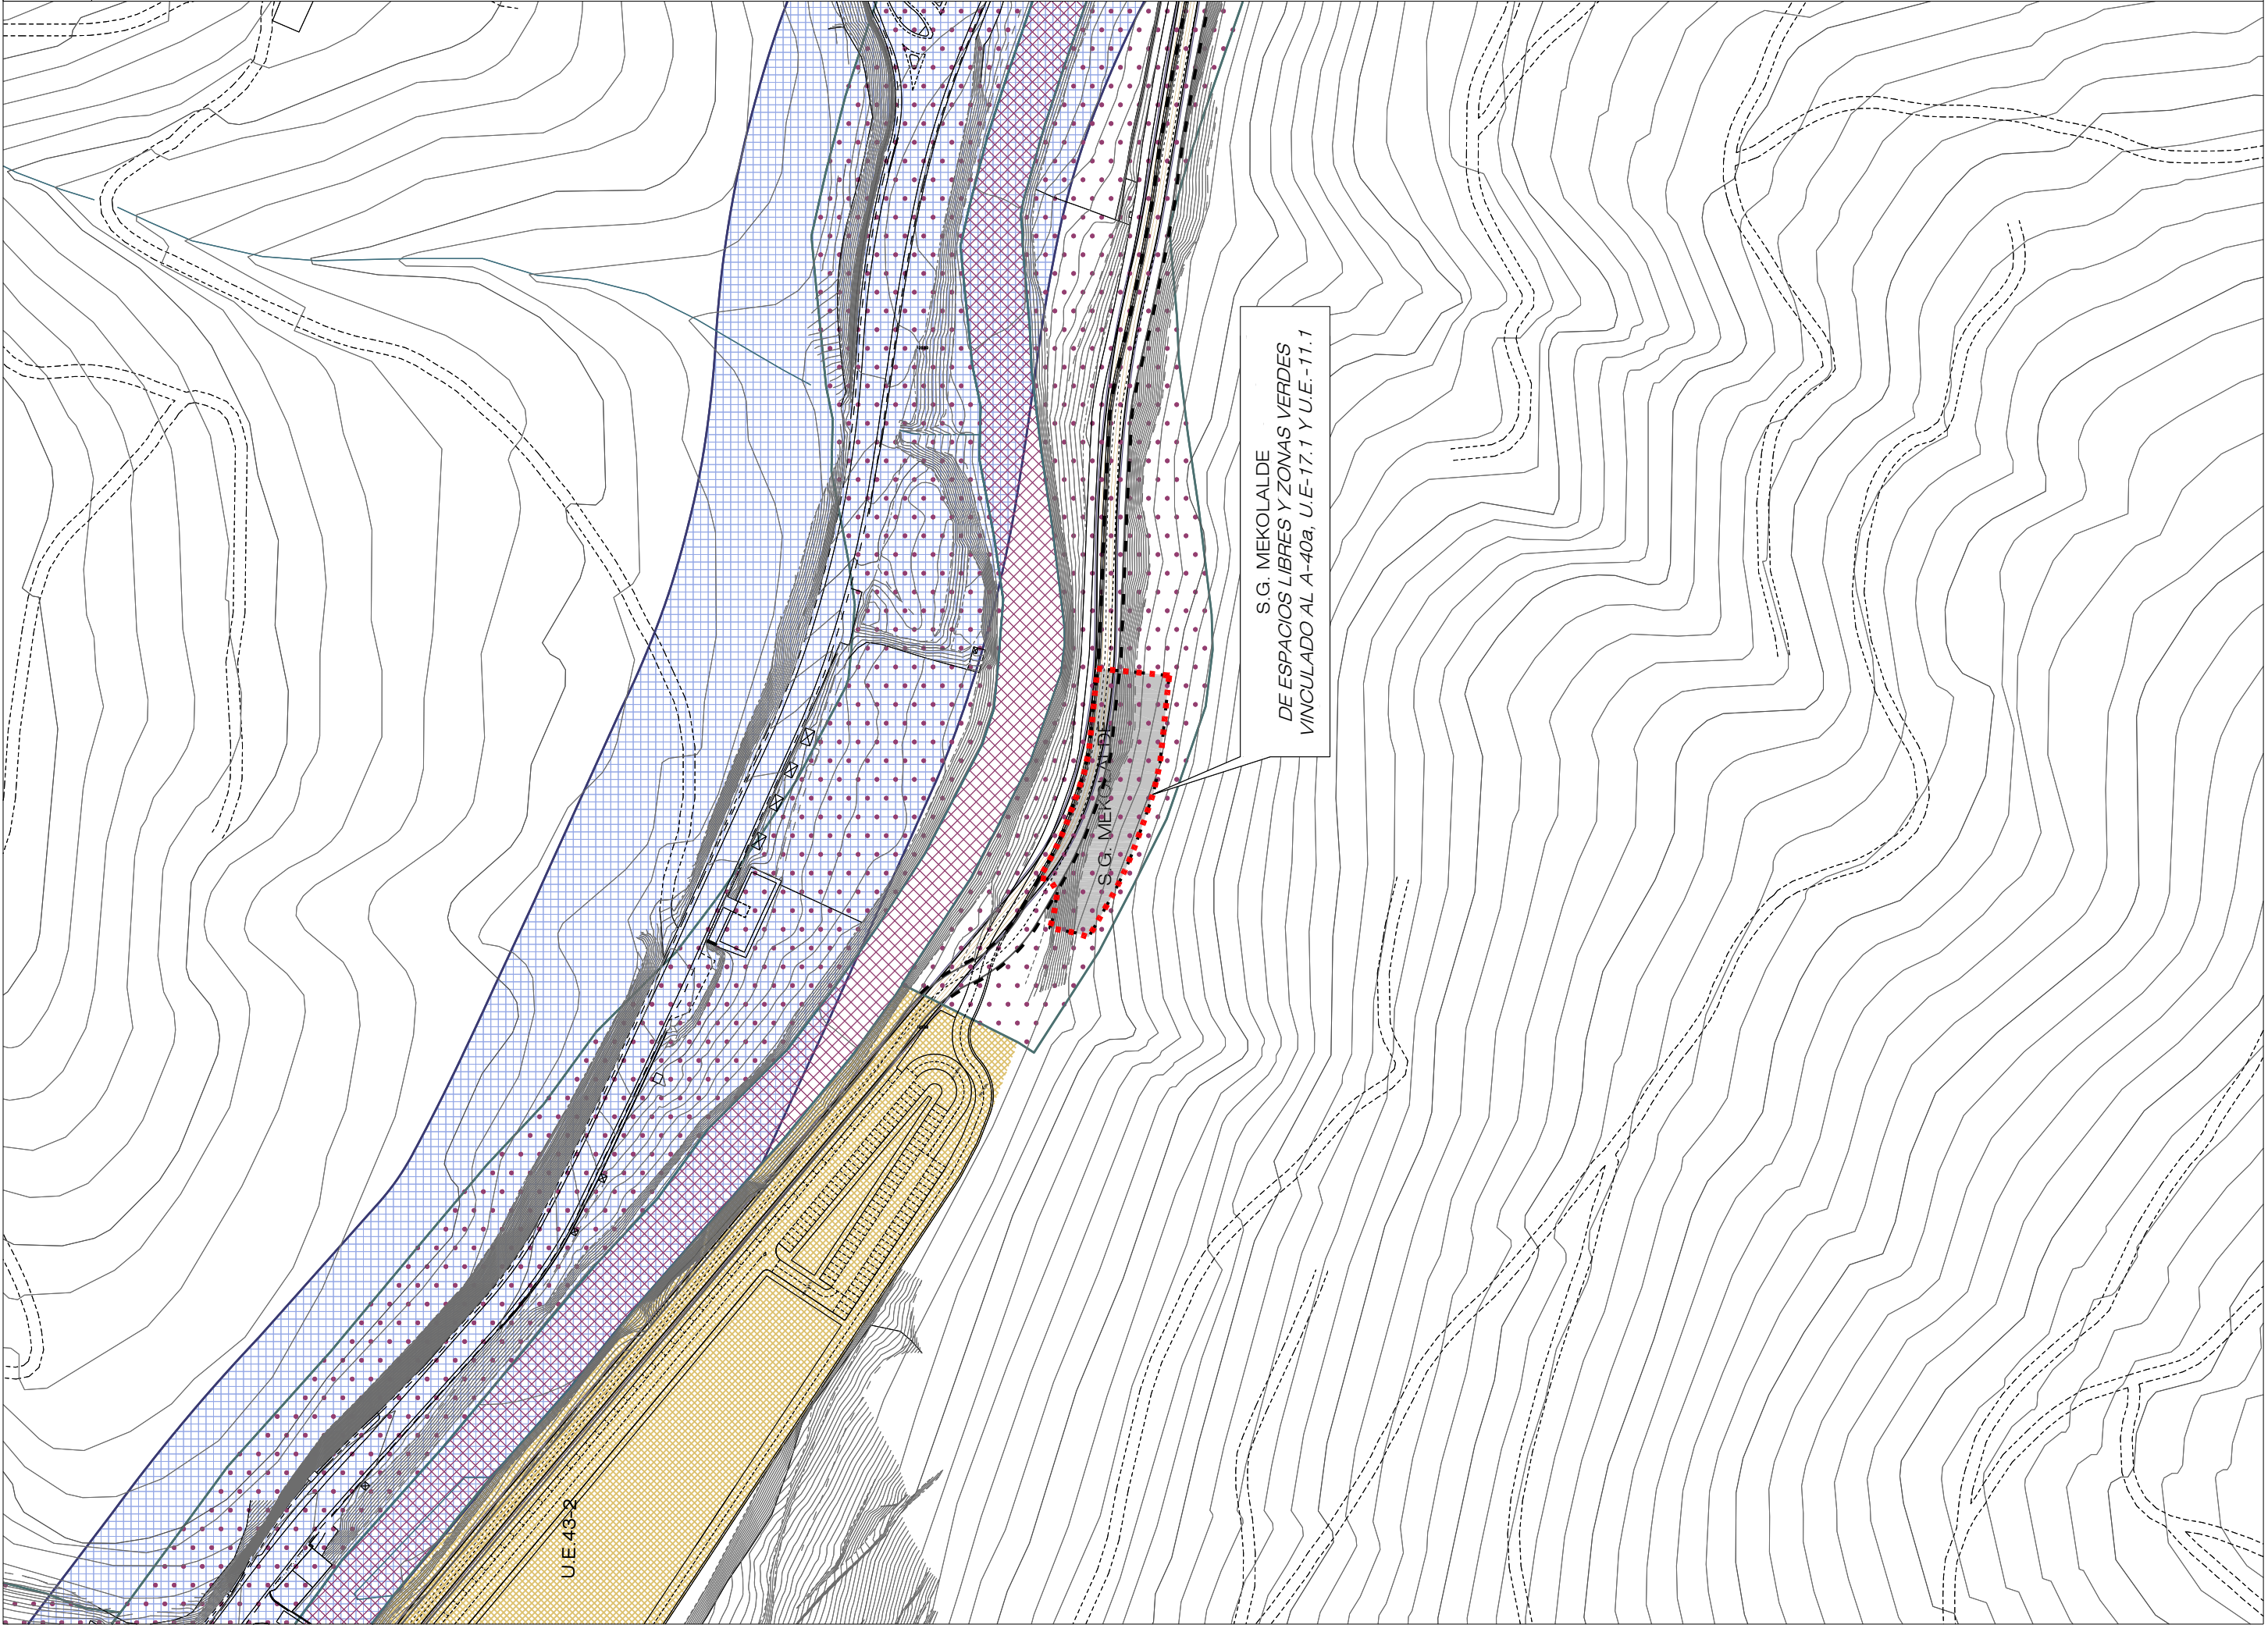 S.G. MEKOLALDE
DE ESPACIOS LIBRES Y ZONAS VERDES
VINCULADO AL A-40a, U.E-17.1 Y U.E.-11.1
S.G. MEKOLALDE
U.E.43-2